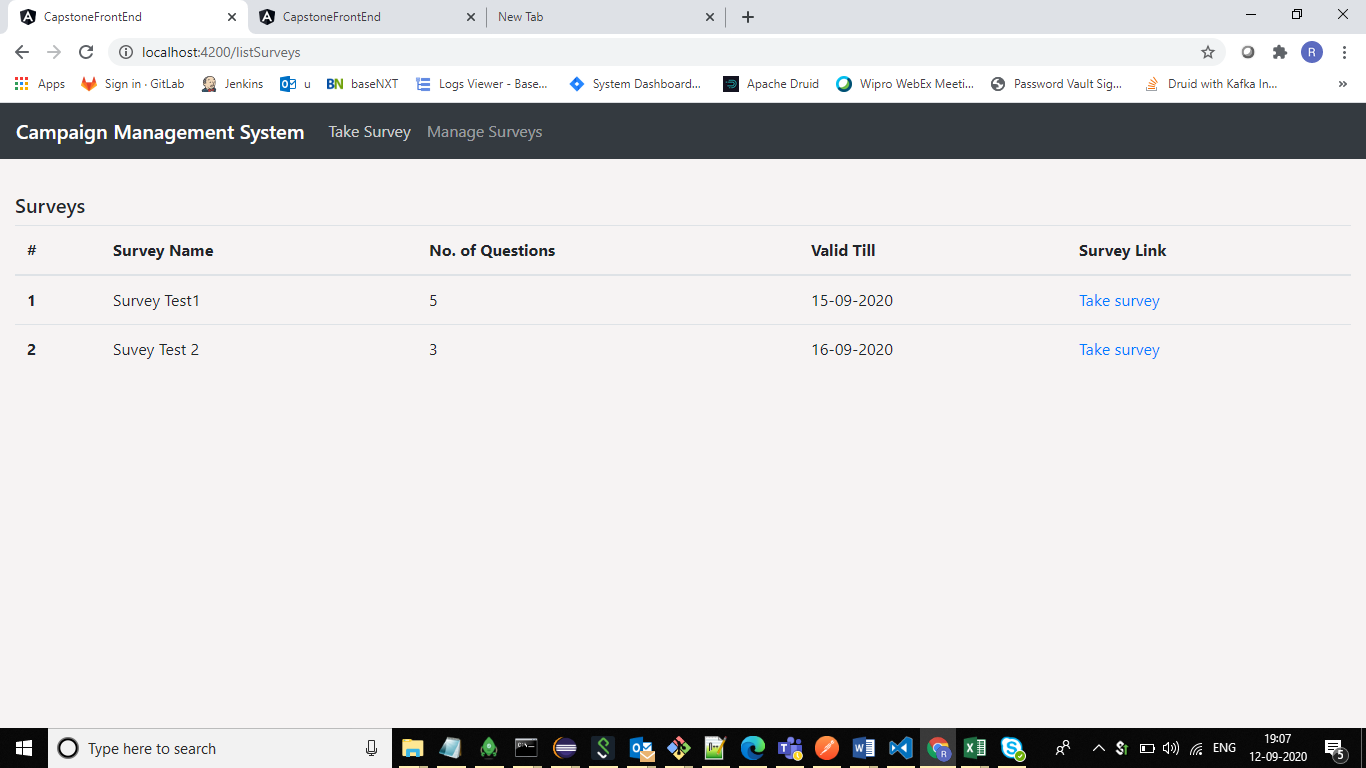 CapstoneFrontEnd CapstoneFrontEnd New Tab
localhost:4200/listSurveys R
Apps Sign in · GitLab Jenkins u BN baseNXT Logs Viewer - Base... System Dashboard... Apache Druid Wipro WebEx Meeti... Password Vault Sig... Druid with Kafka In... »
Campaign Management System Take Survey Manage Surveys
Surveys
# Survey Name No. of Questions Valid Till Survey Link
1 Survey Test1 5 15-09-2020 Take survey
2 Suvey Test 2 3 16-09-2020 Take survey
Type here to search ENG 19:07
12-09-2020 5